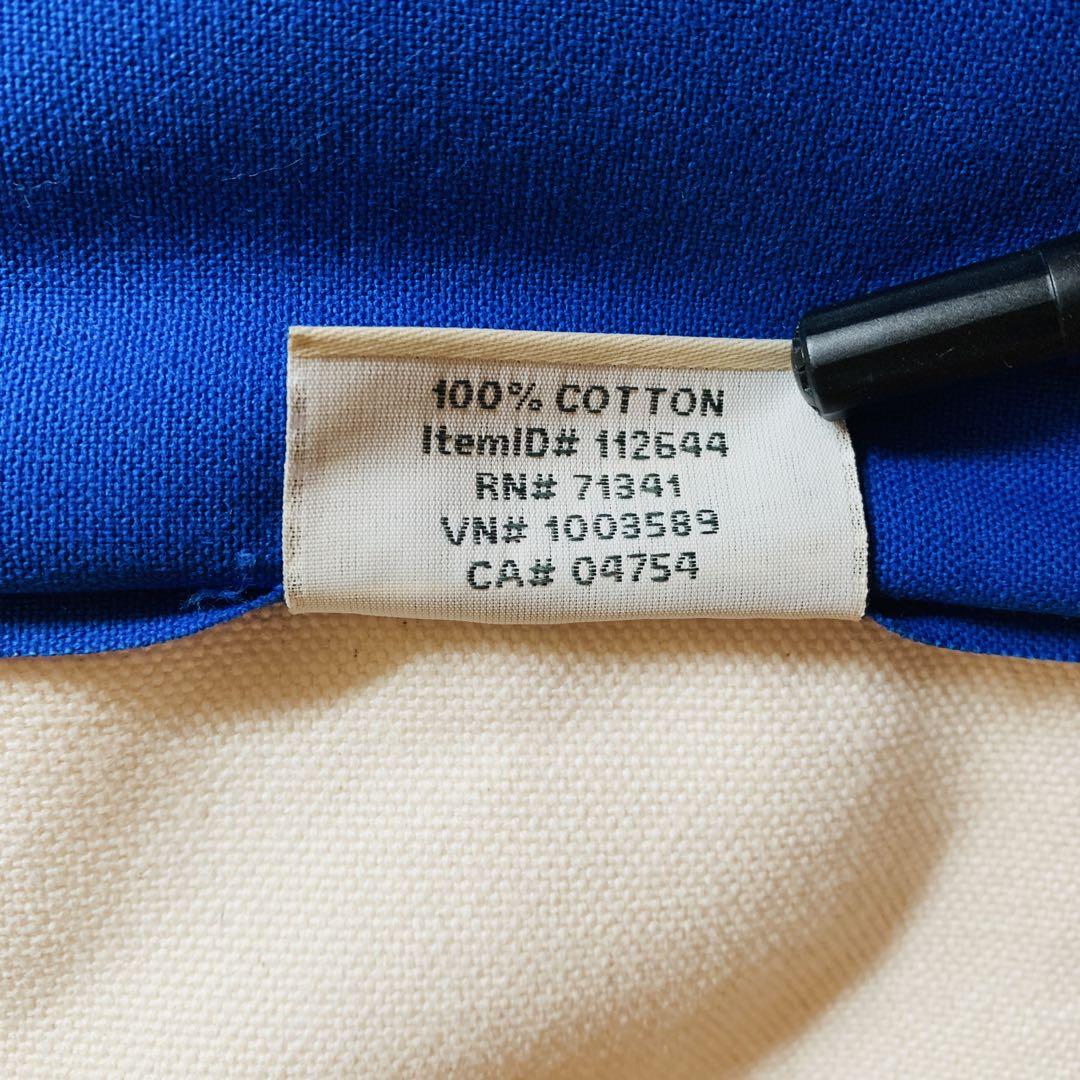 100% COTTON
ItemID# 112644
RN# 71341
VN# 1003589
CA# 04754